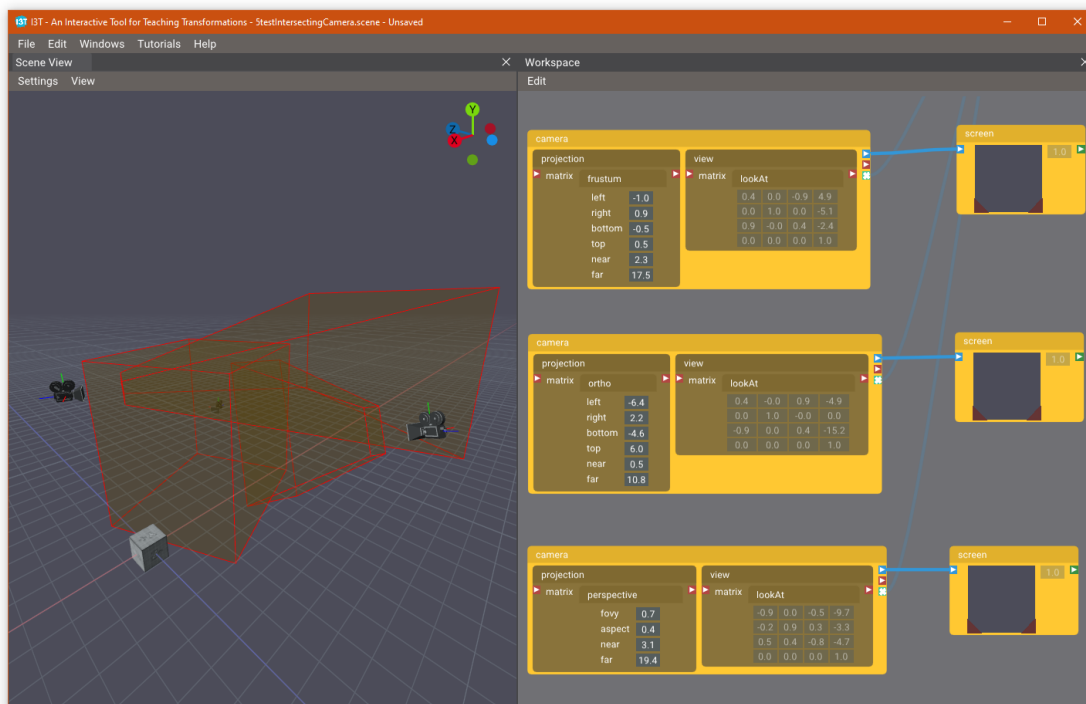 I3T - An Interactive Tool for Teaching Transformations - 5testIntersectingCamera.scene - Unsaved
File Edit Windows Tutorials Help
Scene View
Settings View
Y
Z
X
Workspace
Edit
camera
projection
matrix
frustum
left -1.0
right 0.9
bottom -0.5
top 0.5
near 2.3
far 17.5
view
matrix
lookAt
0.4 0.0 -0.9 4.9
0.0 1.0 0.0 -5.1
0.9 -0.0 0.4 -2.4
0.0 0.0 0.0 1.0
screen
1.0
camera
projection
matrix
ortho
left -6.4
right 2.2
bottom -4.6
top 6.0
near 0.5
far 10.8
view
matrix
lookAt
0.4 -0.0 0.9 -4.9
0.0 1.0 -0.0 0.0
-0.9 0.0 0.4 -15.2
0.0 0.0 0.0 1.0
screen
1.0
camera
projection
matrix
perspective
fovy 0.7
aspect 0.4
near 3.1
far 19.4
view
matrix
lookAt
-0.9 0.0 -0.5 -9.7
-0.2 0.9 0.3 -3.3
0.5 0.4 -0.8 -4.7
0.0 0.0 0.0 1.0
screen
1.0